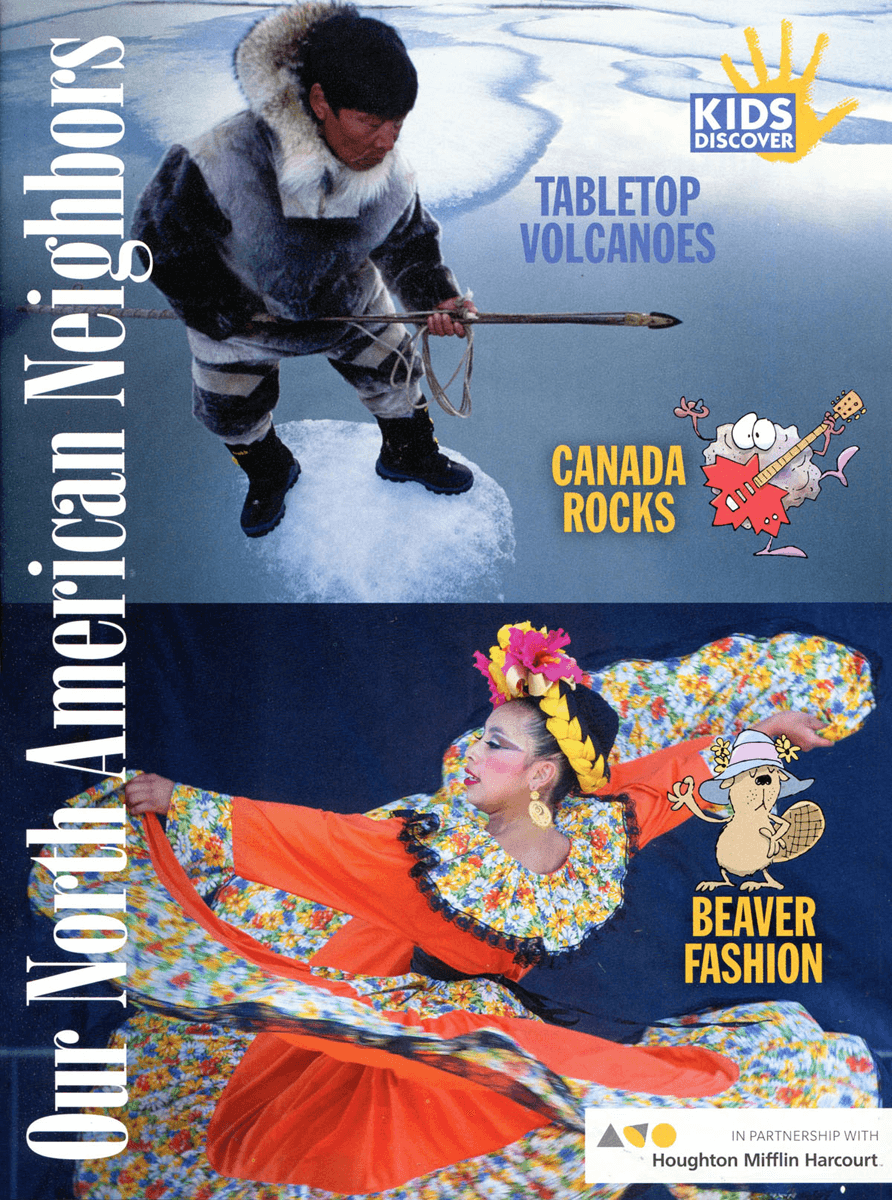 Our North American Neighbors
KIDS
DISCOVER
TABLETOP
VOLCANOES
CANADA
ROCKS
BEAVER
FASHION
IN PARTNERSHIP WITH
Houghton Mifflin Harcourt